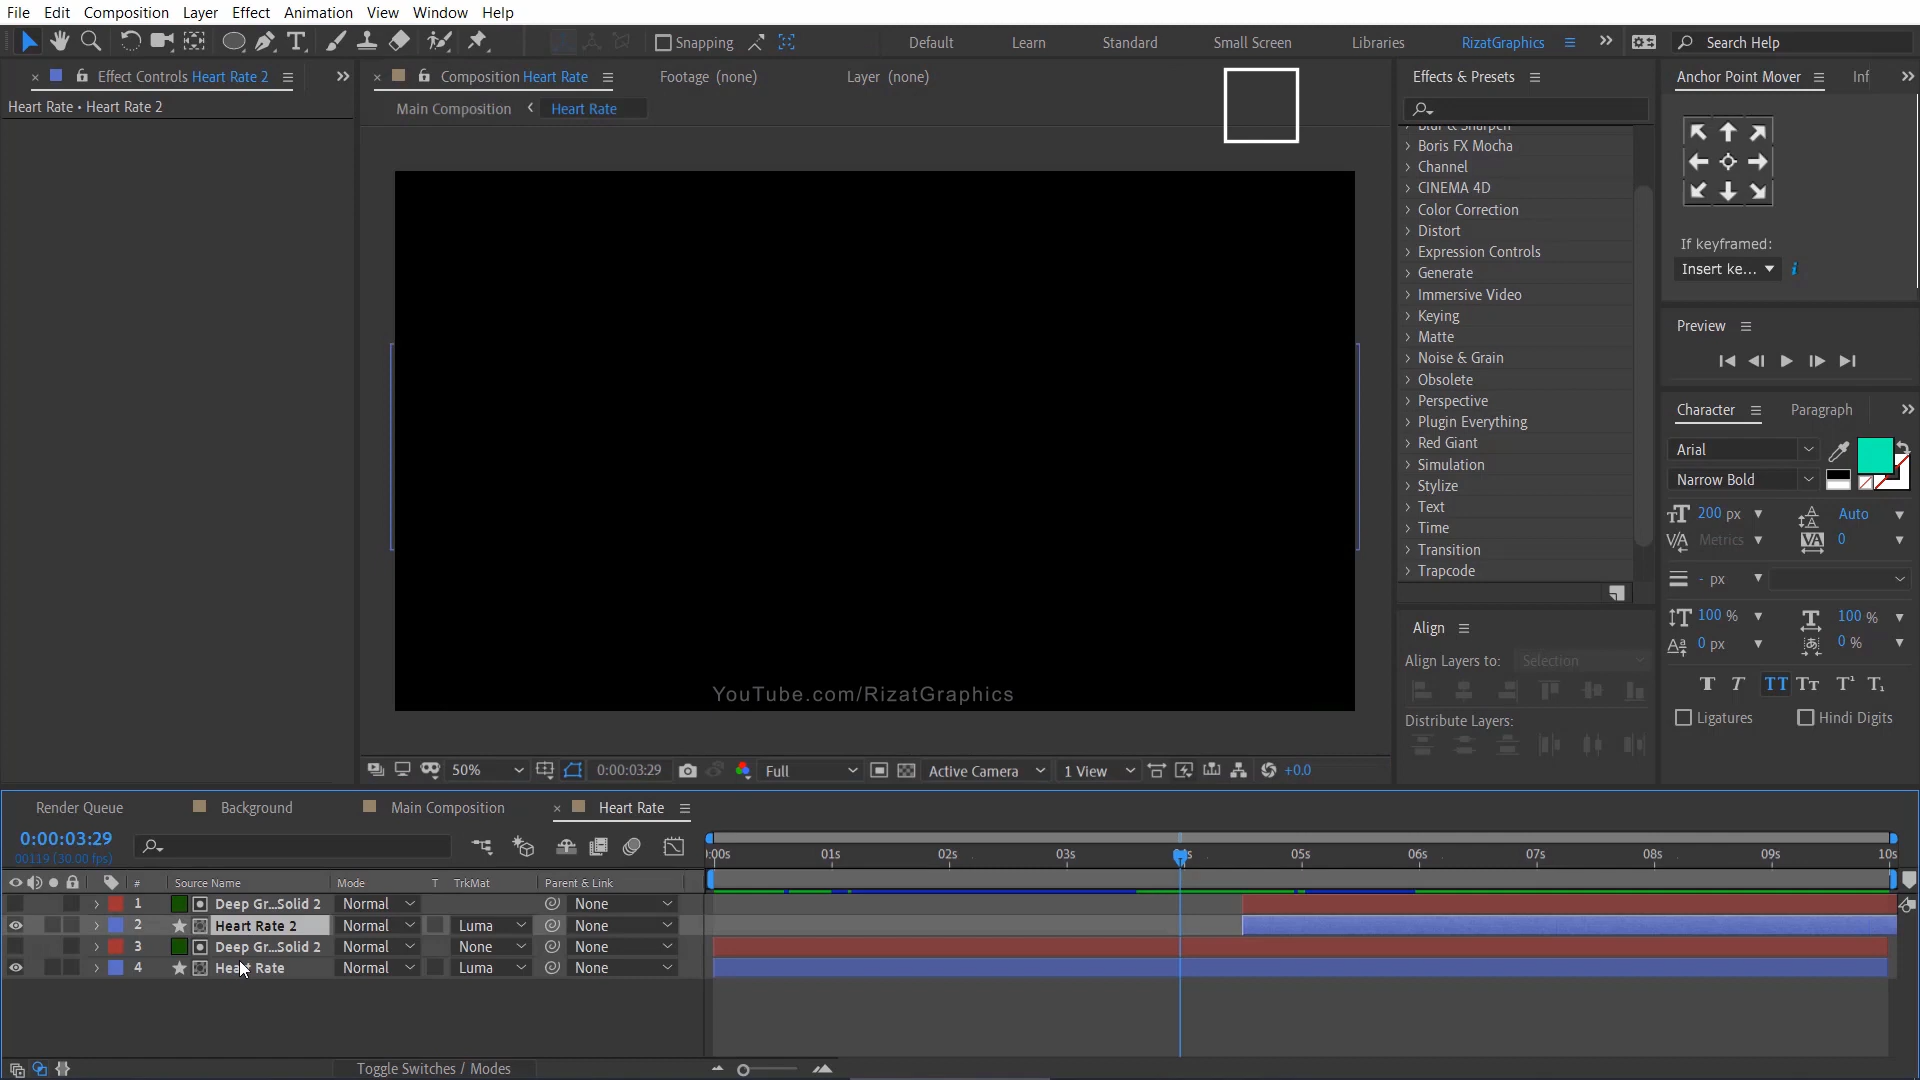 File Edit Composition Layer Effect Animation View Window Help
Snapping Default Learn Standard Small Screen Libraries RizatGraphics Search Help
Effect Controls Heart Rate 2
Heart Rate • Heart Rate 2
Composition Heart Rate Footage (none) Layer (none)
Main Composition Heart Rate
YouTube.com/RizatGraphics
50% 0:00:03:29 Full Active Camera 1 View +0.0
Effects & Presets
Blur & Sharpen
Boris FX Mocha
Channel
CINEMA 4D
Color Correction
Distort
Expression Controls
Generate
Immersive Video
Keying
Matte
Noise & Grain
Obsolete
Perspective
Plugin Everything
Red Giant
Simulation
Stylize
Text
Time
Transition
Trapcode
Align
Align Layers to: Selection
Distribute Layers:
Anchor Point Mover Inf
If keyframed:
Insert ke...
Preview
Character Paragraph
Arial
Narrow Bold
200 px Auto
Metrics 0
- px
100 % 100 %
0 px 0 %
Ligatures Hindi Digits
Render Queue Background Main Composition Heart Rate
0:00:03:29
00119 (30.00 fps)
:00s 01s 02s 03s 05s 06s 07s 08s 09s 10s
# Source Name Mode T TrkMat Parent & Link
1 Deep Gr...Solid 2 Normal None
2 Heart Rate 2 Normal Luma None
3 Deep Gr...Solid 2 Normal None None
4 Heart Rate Normal Luma None
Toggle Switches / Modes